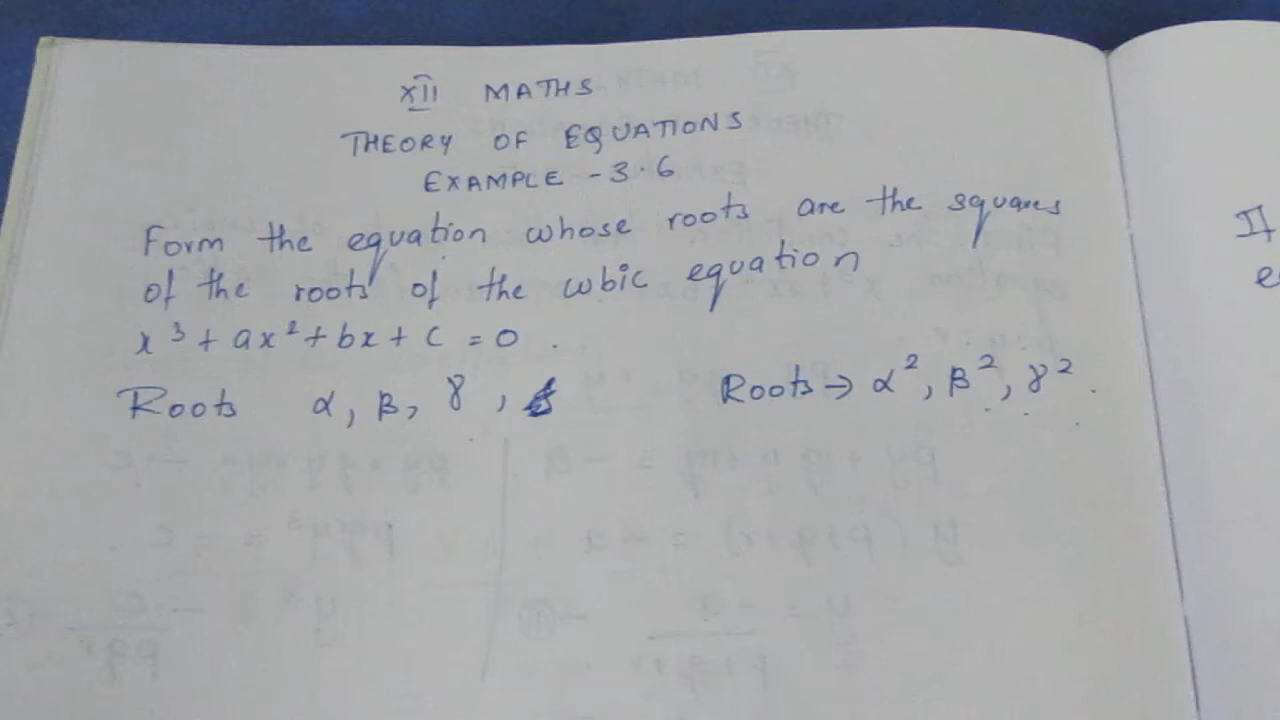 XII MATHS
THEORY OF EQUATIONS
EXAMPLE - 3.6
Form the equation whose roots are the squares
of the roots of the cubic equation
x³ + ax² + bx + c = 0 .
Roots α, β, γ , Roots → α², β², γ² .